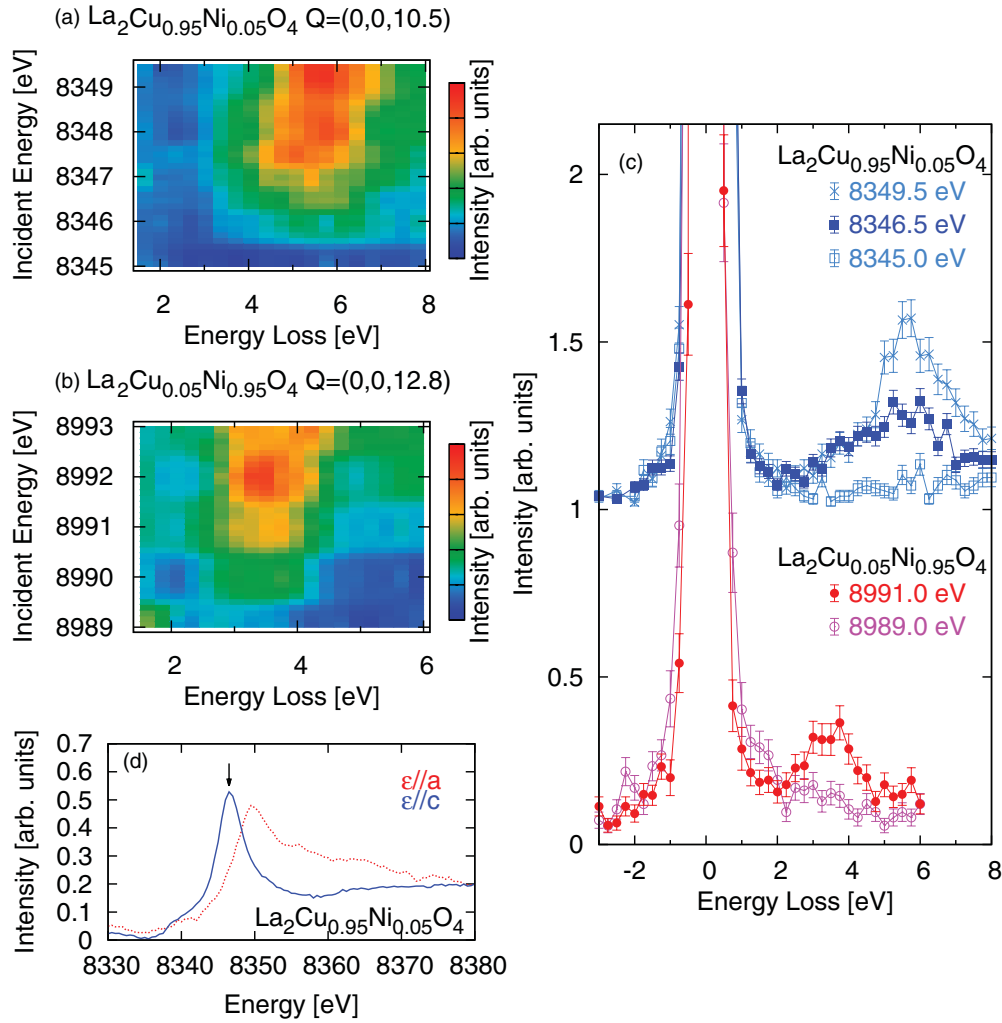 (a) La2Cu0.95Ni0.05O4 Q=(0,0,10.5)
Incident Energy [eV]
8349
8348
8347
8346
8345
2 4 6 8
Energy Loss [eV]
Intensity [arb. units]
(b) La2Cu0.05Ni0.95O4 Q=(0,0,12.8)
Incident Energy [eV]
8993
8992
8991
8990
8989
2 4 6
Energy Loss [eV]
Intensity [arb. units]
(c)
La2Cu0.95Ni0.05O4
8349.5 eV
8346.5 eV
8345.0 eV
La2Cu0.05Ni0.95O4
8991.0 eV
8989.0 eV
Intensity [arb. units]
2
1.5
1
0.5
0
-2 0 2 4 6 8
Energy Loss [eV]
(d)
ε//a
ε//c
La2Cu0.95Ni0.05O4
Intensity [arb. units]
0.7
0.6
0.5
0.4
0.3
0.2
0.1
0
8330 8340 8350 8360 8370 8380
Energy [eV]